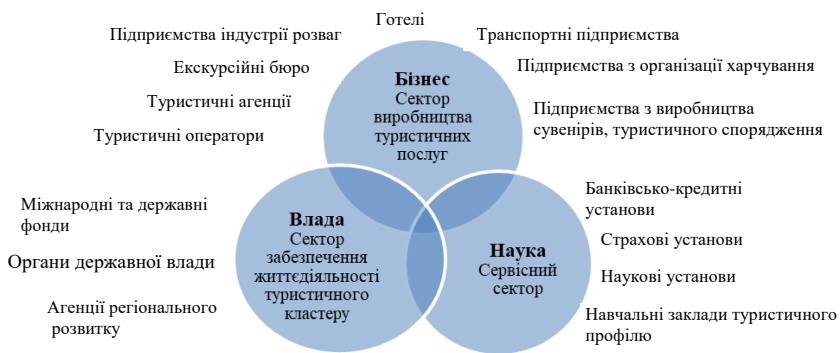 Готелі
Підприємства індустрії розваг
Транспортні підприємства
Екскурсійні бюро
Підприємства з організації харчування
Туристичні агенції
Підприємства з виробництва
сувенірів, туристичного спорядження
Туристичні оператори
Бізнес
Сектор
виробництва
туристичних
послуг
Міжнародні та державні
фонди
Органи державної влади
Агенції регіонального
розвитку
Влада
Сектор
забезпечення
життєдіяльності
туристичного
кластеру
Наука
Сервісний
сектор
Банківсько-кредитні
установи
Страхові установи
Наукові установи
Навчальні заклади туристичного
профілю